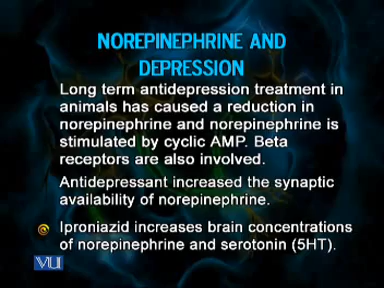 NOREPINEPHRINE AND
DEPRESSION
Long term antidepression treatment in
animals has caused a reduction in
norepinephrine and norepinephrine is
stimulated by cyclic AMP. Beta
receptors are also involved.
Antidepressant increased the synaptic
availability of norepinephrine.
Iproniazid increases brain concentrations
of norepinephrine and serotonin (5HT).
VU